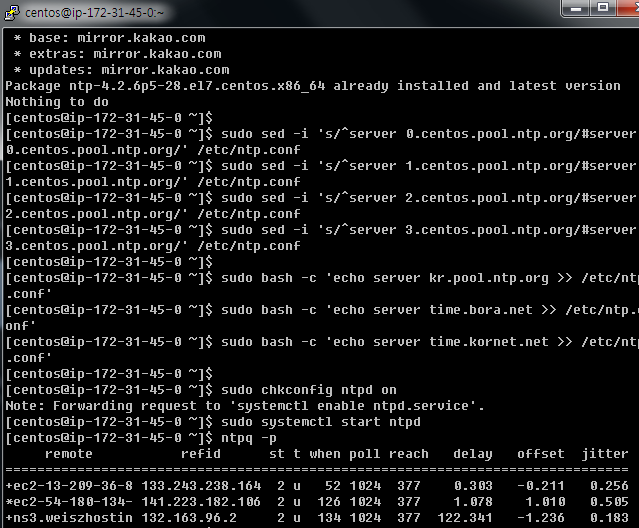 centos@ip-172-31-45-0:~
* base: mirror.kakao.com
* extras: mirror.kakao.com
* updates: mirror.kakao.com
Package ntp-4.2.6p5-28.el7.centos.x86_64 already installed and latest version
Nothing to do
[centos@ip-172-31-45-0 ~]$
[centos@ip-172-31-45-0 ~]$ sudo sed -i 's/^server 0.centos.pool.ntp.org/#server
0.centos.pool.ntp.org/' /etc/ntp.conf
[centos@ip-172-31-45-0 ~]$ sudo sed -i 's/^server 1.centos.pool.ntp.org/#server
1.centos.pool.ntp.org/' /etc/ntp.conf
[centos@ip-172-31-45-0 ~]$ sudo sed -i 's/^server 2.centos.pool.ntp.org/#server
2.centos.pool.ntp.org/' /etc/ntp.conf
[centos@ip-172-31-45-0 ~]$ sudo sed -i 's/^server 3.centos.pool.ntp.org/#server
3.centos.pool.ntp.org/' /etc/ntp.conf
[centos@ip-172-31-45-0 ~]$
[centos@ip-172-31-45-0 ~]$ sudo bash -c 'echo server kr.pool.ntp.org >> /etc/ntp
.conf'
[centos@ip-172-31-45-0 ~]$ sudo bash -c 'echo server time.bora.net >> /etc/ntp.c
onf'
[centos@ip-172-31-45-0 ~]$ sudo bash -c 'echo server time.kornet.net >> /etc/ntp
.conf'
[centos@ip-172-31-45-0 ~]$
[centos@ip-172-31-45-0 ~]$ sudo chkconfig ntpd on
Note: Forwarding request to 'systemctl enable ntpd.service'.
[centos@ip-172-31-45-0 ~]$ sudo systemctl start ntpd
[centos@ip-172-31-45-0 ~]$ ntpq -p
remote refid st t when poll reach delay offset jitter
==============================================================================
+ec2-13-209-36-8 133.243.238.164 2 u 52 1024 377 0.303 -0.211 0.256
*ec2-54-180-134- 141.223.182.106 2 u 126 1024 377 1.078 1.010 0.505
+ns3.weiszhostin 132.163.96.2 2 u 134 1024 377 122.341 -1.236 0.183